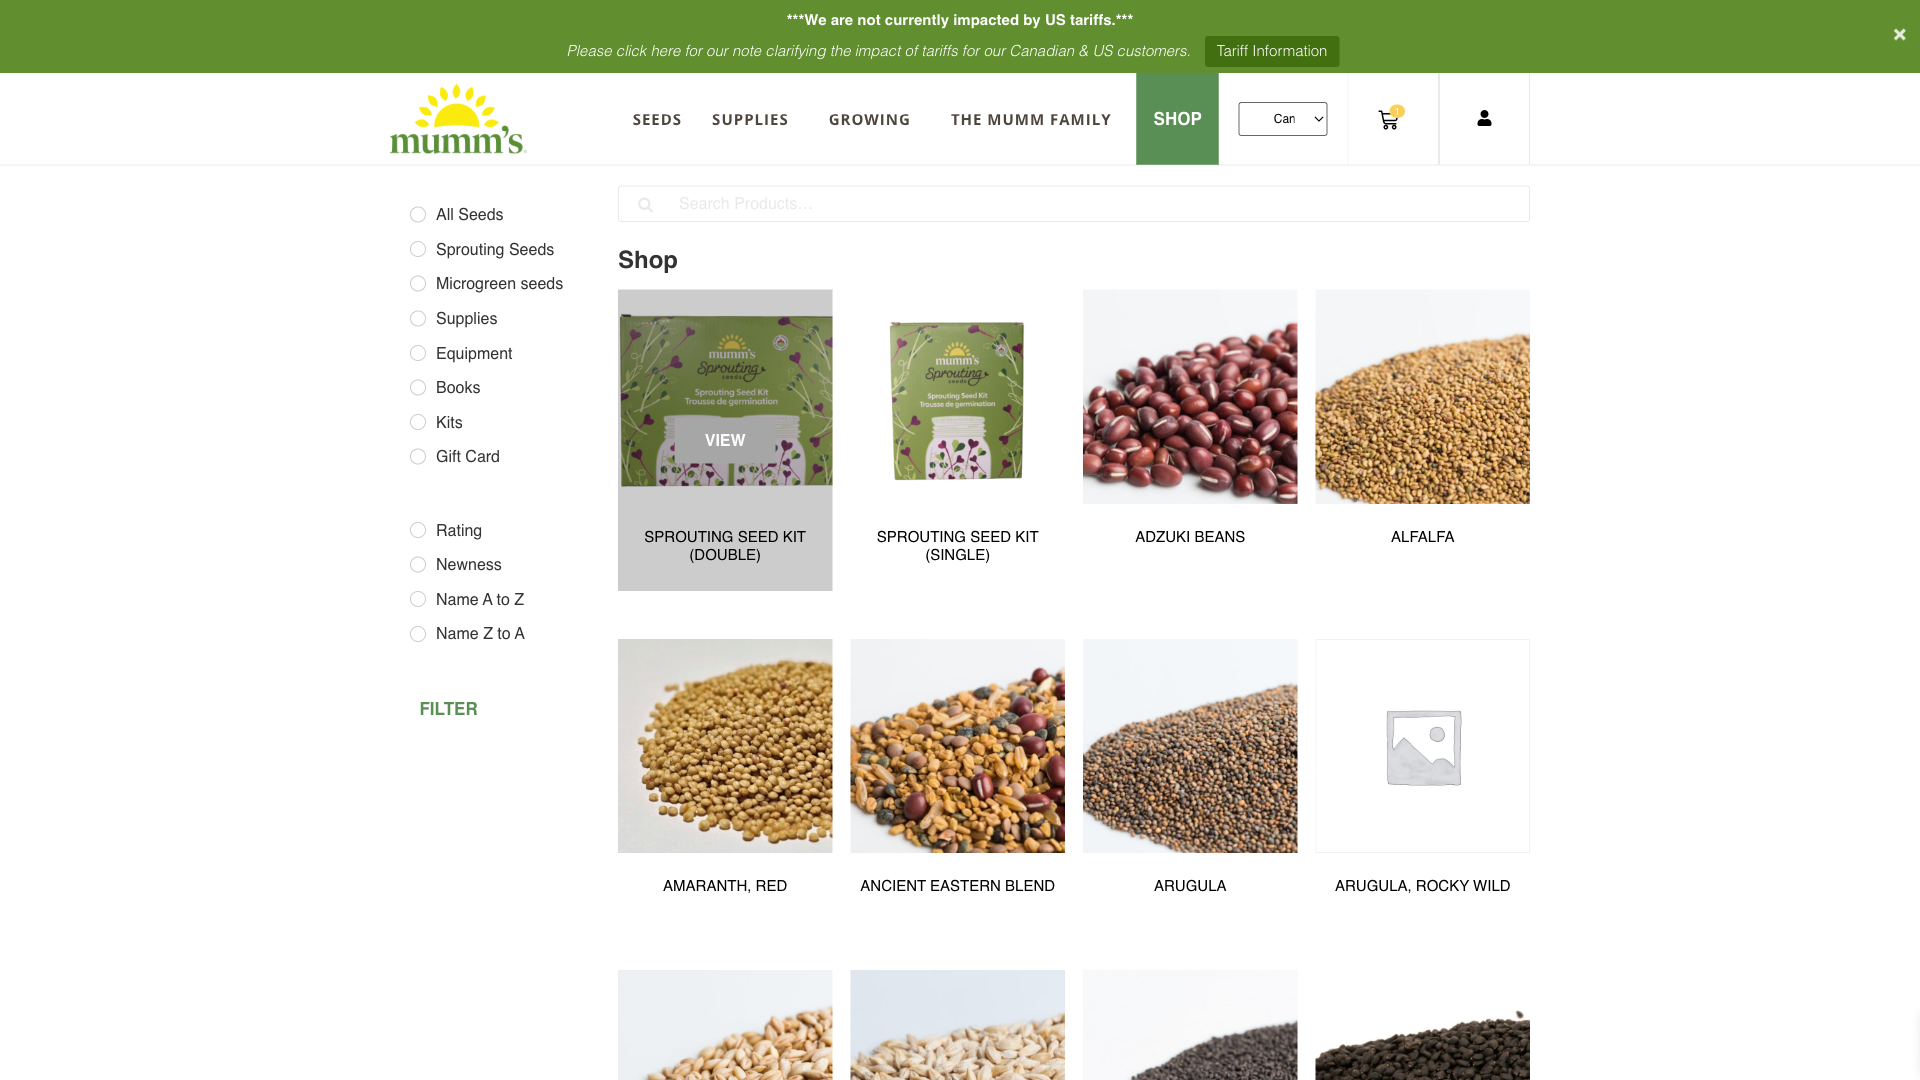 ***We are not currently impacted by US tariffs.***
Please click here for our note clarifying the impact of tariffs for our Canadian & US customers. Tariff Information
mumm's
SEEDS SUPPLIES GROWING THE MUMM FAMILY SHOP Can 1
All Seeds
Sprouting Seeds
Microgreen seeds
Supplies
Equipment
Books
Kits
Gift Card
Rating
Newness
Name A to Z
Name Z to A
FILTER
Search Products...
Shop
mumm's
Sprouting
seeds
Sprouting Seed Kit
Trousse de germination
VIEW
mumm's
Sprouting
seeds
Sprouting Seed Kit
Trousse de germination
SPROUTING SEED KIT
(DOUBLE)
SPROUTING SEED KIT
(SINGLE)
ADZUKI BEANS
ALFALFA
AMARANTH, RED
ANCIENT EASTERN BLEND
ARUGULA
ARUGULA, ROCKY WILD